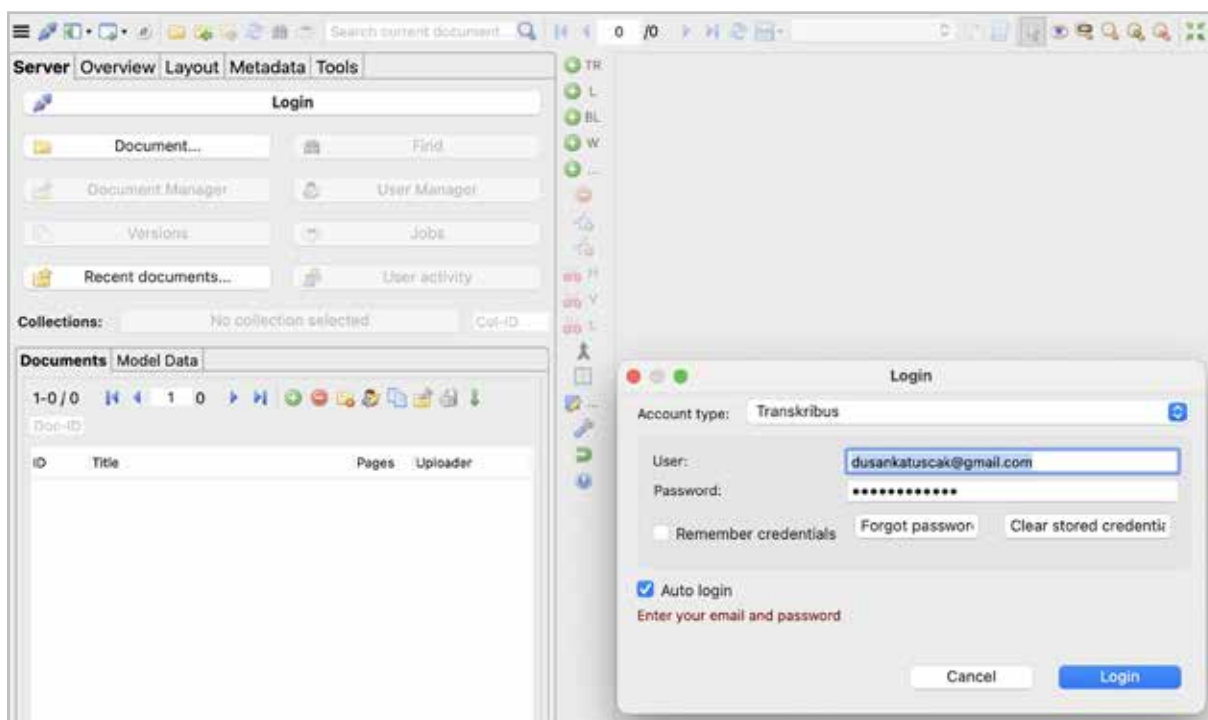 Search current document
0 /0
Server Overview Layout Metadata Tools
Login
Document... Find
Document Manager User Manager
Versions Jobs
Recent documents... User activity
Collections: No collection selected Col-ID
Documents Model Data
1-0 / 0 1 0
Doc-ID
ID Title Pages Uploader
TR
L
BL
W
...
H
V
L
...
Login
Account type: Transkribus
User: dusankatuscak@gmail.com
Password: ••••••••••••
Remember credentials Forgot passwor Clear stored credentia
Auto login
Enter your email and password
Cancel Login